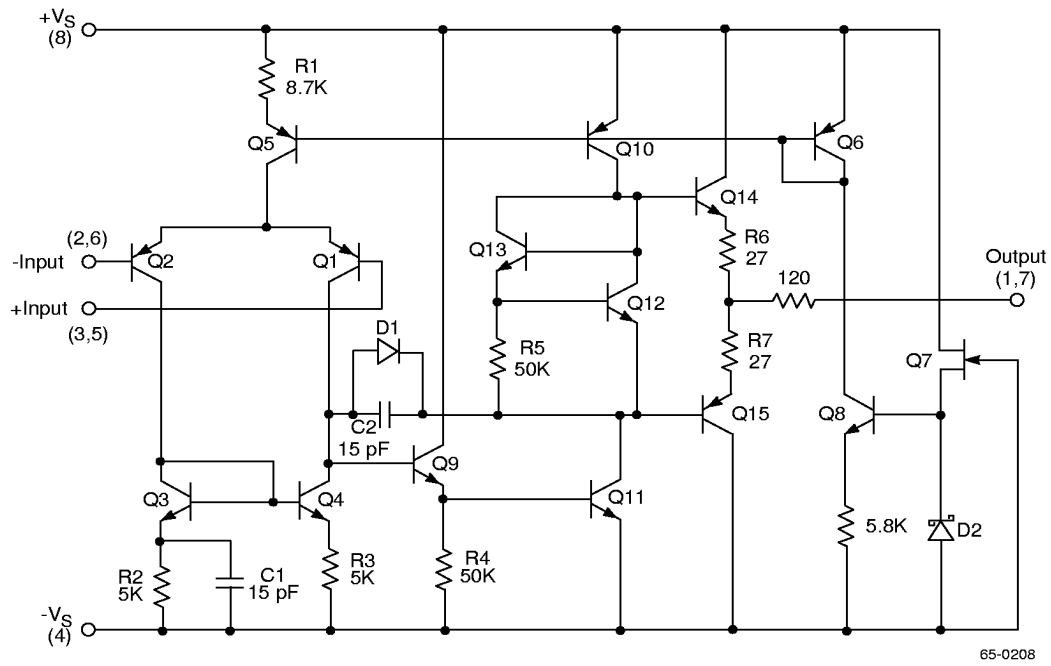 +VS
(8)
R1
8.7K
Q5
Q10
Q6
Q14
(2,6)
-Input
Q2
Q1
Q13
R6
27
Output
(1,7)
+Input
(3,5)
Q12
120
D1
R5
50K
R7
27
Q7
C2
15 pF
Q15
Q8
Q9
Q3
Q4
Q11
R2
5K
C1
15 pF
R3
5K
R4
50K
5.8K
D2
-VS
(4)
65-0208